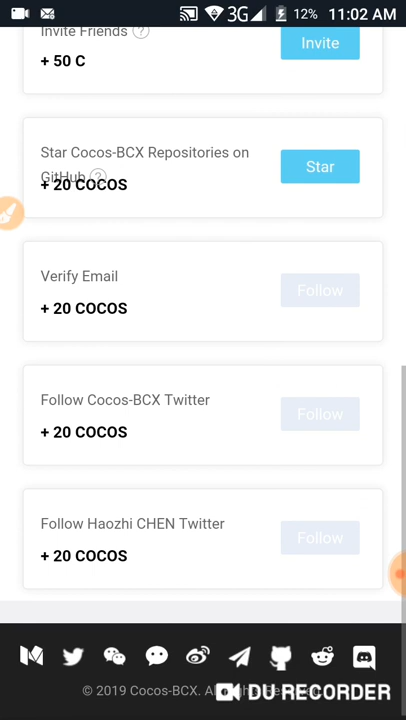 3G 12% 11:02 AM
Invite Friends ?
Invite
+ 50 C
Star Cocos-BCX Repositories on
GitHub ?
Star
+ 20 COCOS
Verify Email
Follow
+ 20 COCOS
Follow Cocos-BCX Twitter
Follow
+ 20 COCOS
Follow Haozhi CHEN Twitter
Follow
+ 20 COCOS
© 2019 Cocos-BCX. All
DU RECORDER